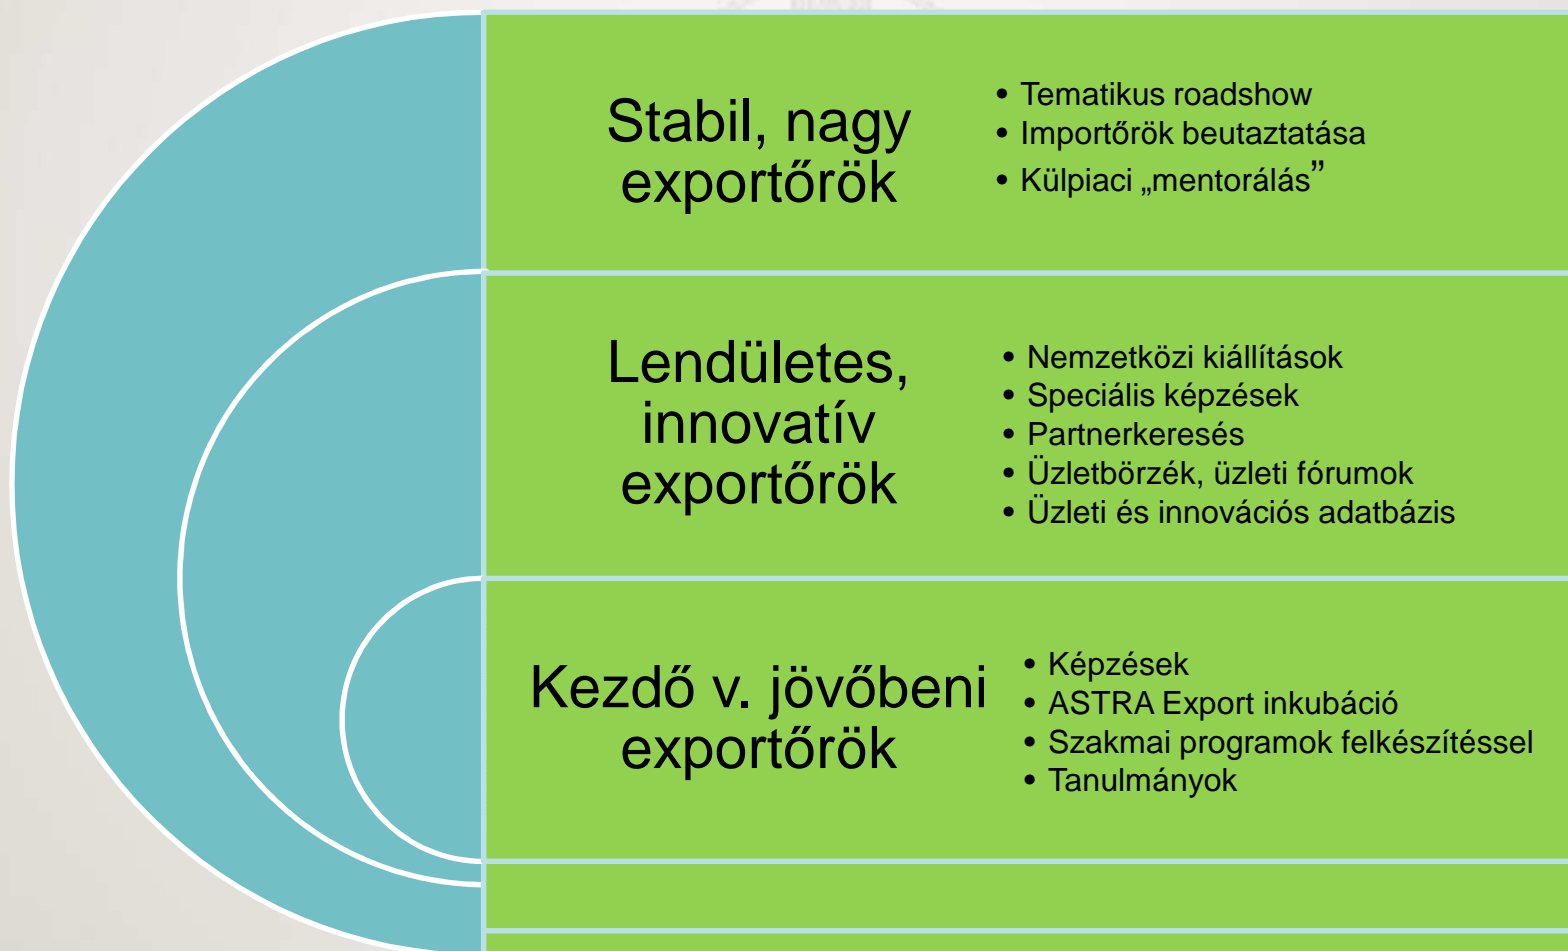 Stabil, nagy
exportőrök
• Tematikus roadshow
• Importőrök beutaztatása
• Külpiaci „mentorálás”
Lendületes,
innovatív
exportőrök
• Nemzetközi kiállítások
• Speciális képzések
• Partnerkeresés
• Üzletbörzék, üzleti fórumok
• Üzleti és innovációs adatbázis
Kezdő v. jövőbeni
exportőrök
• Képzések
• ASTRA Export inkubáció
• Szakmai programok felkészítéssel
• Tanulmányok